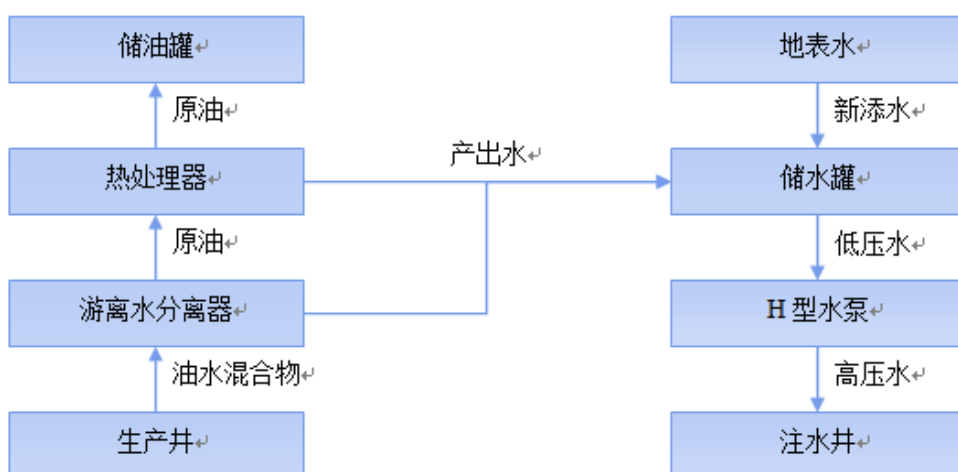 储油罐
地表水
原油
新添水
产出水
热处理器
储水罐
原油
低压水
游离水分离器
H 型水泵
油水混合物
高压水
生产井
注水井